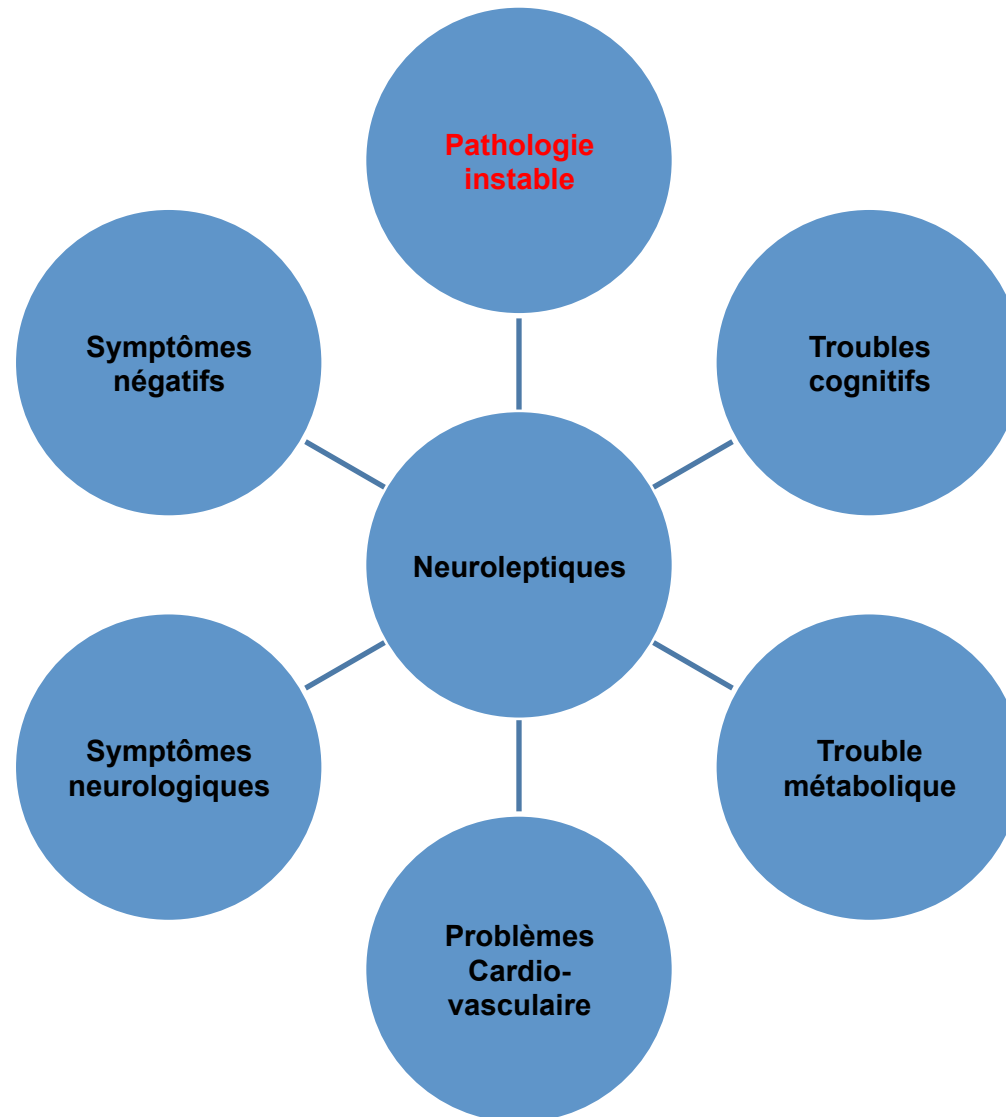 Pathologie
instable
Symptômes
négatifs
Troubles
cognitifs
Neuroleptiques
Symptômes
neurologiques
Trouble
métabolique
Problèmes
Cardio-
vasculaire